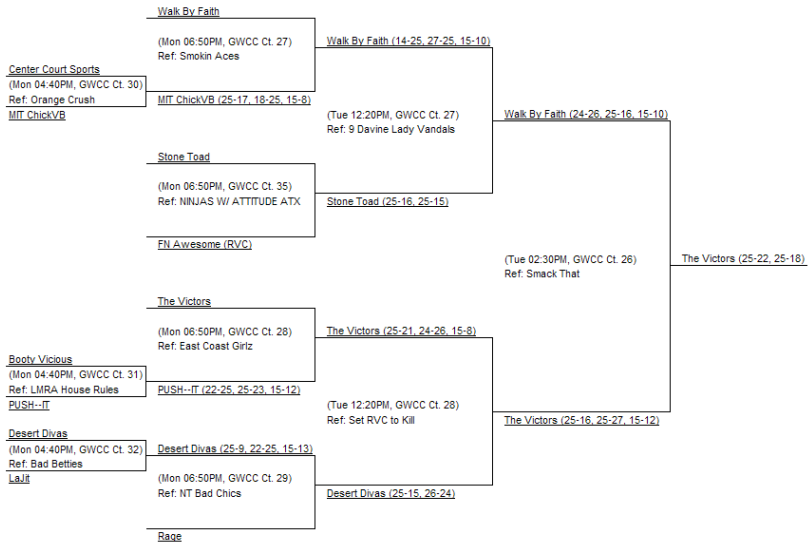 Walk By Faith
(Mon 06:50PM, GWCC Ct. 27)
Ref: Smokin Aces
Walk By Faith (14-25, 27-25, 15-10)
Center Court Sports
(Mon 04:40PM, GWCC Ct. 30)
Ref: Orange Crush
MIT ChickVB
MIT ChickVB (25-17, 18-25, 15-8)
(Tue 12:20PM, GWCC Ct. 27)
Ref: 9 Davine Lady Vandals
Walk By Faith (24-26, 25-16, 15-10)
Stone Toad
(Mon 06:50PM, GWCC Ct. 35)
Ref: NINJAS W/ ATTITUDE ATX
Stone Toad (25-16, 25-15)
FN Awesome (RVC)
(Tue 02:30PM, GWCC Ct. 26)
Ref: Smack That
The Victors (25-22, 25-18)
The Victors
(Mon 06:50PM, GWCC Ct. 28)
Ref: East Coast Girlz
The Victors (25-21, 24-26, 15-8)
Booty Vicious
(Mon 04:40PM, GWCC Ct. 31)
Ref: LMRA House Rules
PUSH--IT
PUSH--IT (22-25, 25-23, 15-12)
(Tue 12:20PM, GWCC Ct. 28)
Ref: Set RVC to Kill
The Victors (25-16, 25-27, 15-12)
Desert Divas
(Mon 04:40PM, GWCC Ct. 32)
Ref: Bad Betties
LaJit
Desert Divas (25-9, 22-25, 15-13)
(Mon 06:50PM, GWCC Ct. 29)
Ref: NT Bad Chics
Desert Divas (25-15, 26-24)
Rage